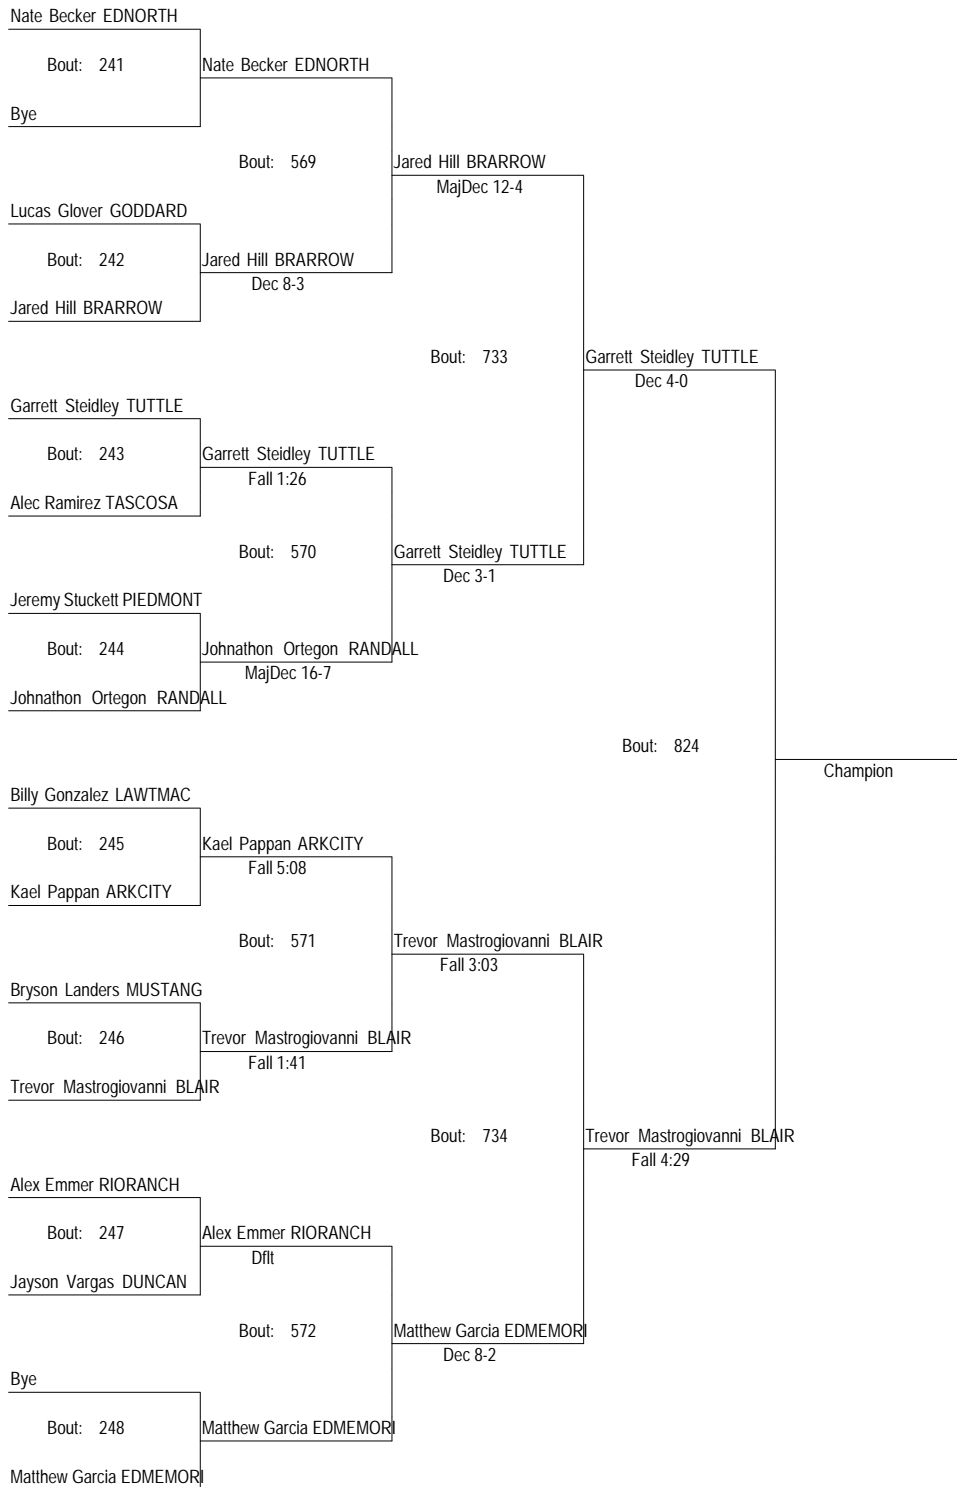 Nate Becker EDNORTH
Bout: 241
Nate Becker EDNORTH
Bye
Bout: 569
Jared Hill BRARROW
MajDec 12-4
Lucas Glover GODDARD
Bout: 242
Jared Hill BRARROW
Dec 8-3
Jared Hill BRARROW
Bout: 733
Garrett Steidley TUTTLE
Dec 4-0
Garrett Steidley TUTTLE
Bout: 243
Garrett Steidley TUTTLE
Fall 1:26
Alec Ramirez TASCOSA
Bout: 570
Garrett Steidley TUTTLE
Dec 3-1
Jeremy Stuckett PIEDMONT
Bout: 244
Johnathon Ortegon RANDALL
MajDec 16-7
Johnathon Ortegon RANDALL
Bout: 824
Champion
Billy Gonzalez LAWTMAC
Bout: 245
Kael Pappan ARKCITY
Fall 5:08
Kael Pappan ARKCITY
Bout: 571
Trevor Mastrogiovanni BLAIR
Fall 3:03
Bryson Landers MUSTANG
Bout: 246
Trevor Mastrogiovanni BLAIR
Fall 1:41
Trevor Mastrogiovanni BLAIR
Bout: 734
Trevor Mastrogiovanni BLAIR
Fall 4:29
Alex Emmer RIORANCH
Bout: 247
Alex Emmer RIORANCH
Dflt
Jayson Vargas DUNCAN
Bout: 572
Matthew Garcia EDMEMORI
Dec 8-2
Bye
Bout: 248
Matthew Garcia EDMEMORI
Matthew Garcia EDMEMORI